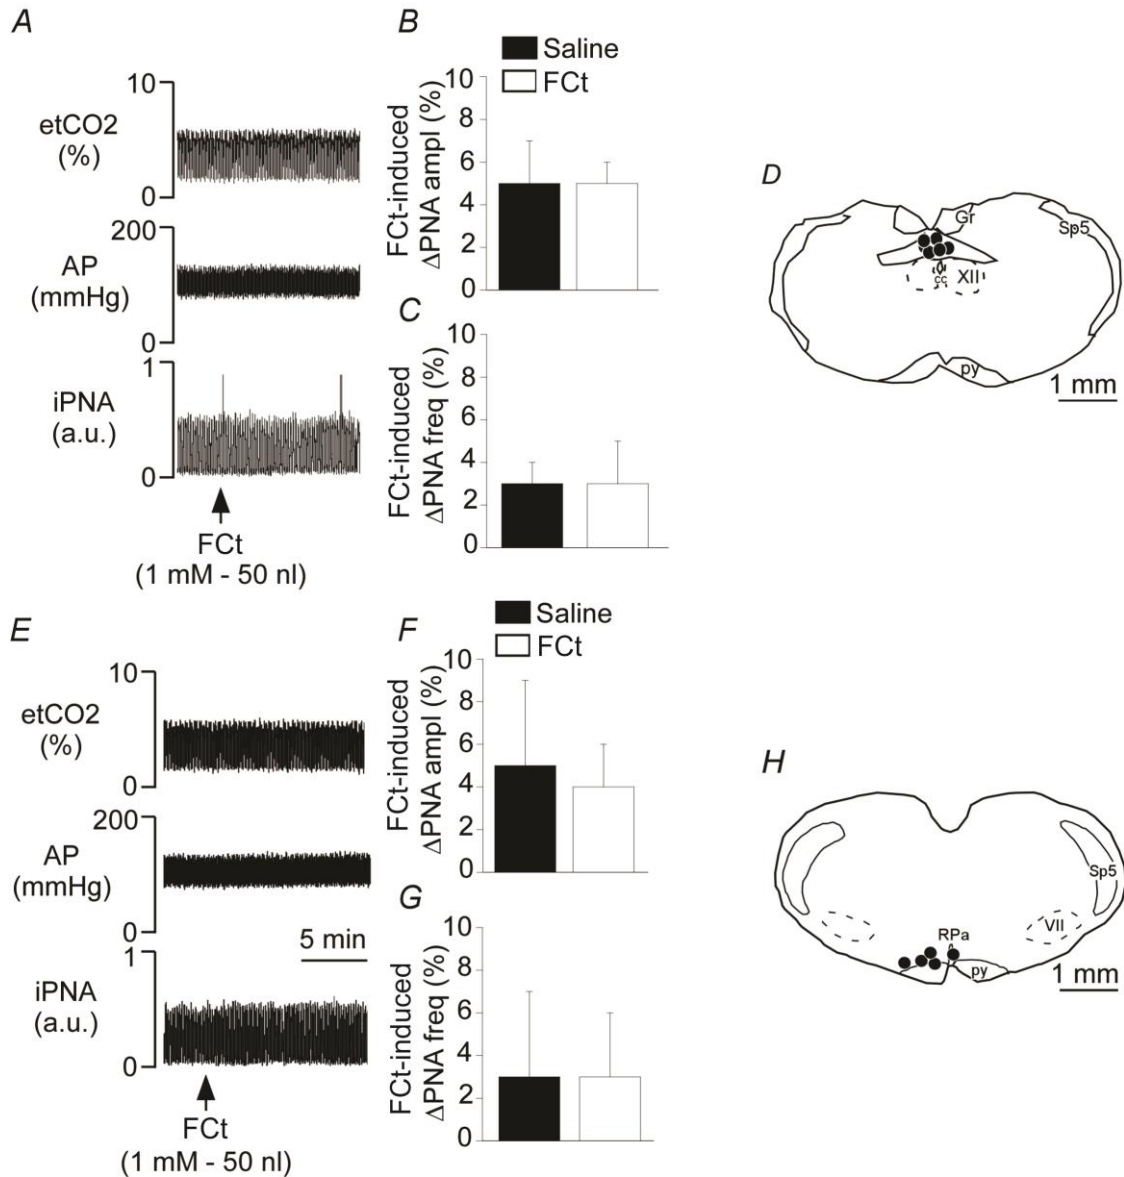 A
etCO2
(%)
10
0
AP
(mmHg)
200
0
iPNA
(a.u.)
1
0
FCt
(1 mM - 50 nl)
B
Saline
FCt
FCt-induced
ΔPNA ampl (%)
10
8
6
4
2
0
C
FCt-induced
ΔPNA freq (%)
10
8
6
4
2
0
D
Gr
Sp5
cc
XII
py
1 mm
E
etCO2
(%)
10
0
AP
(mmHg)
200
0
5 min
iPNA
(a.u.)
1
0
FCt
(1 mM - 50 nl)
F
Saline
FCt
FCt-induced
ΔPNA ampl (%)
10
8
6
4
2
0
G
FCt-induced
ΔPNA freq (%)
10
8
6
4
2
0
H
Sp5
VII
RPa
py
1 mm